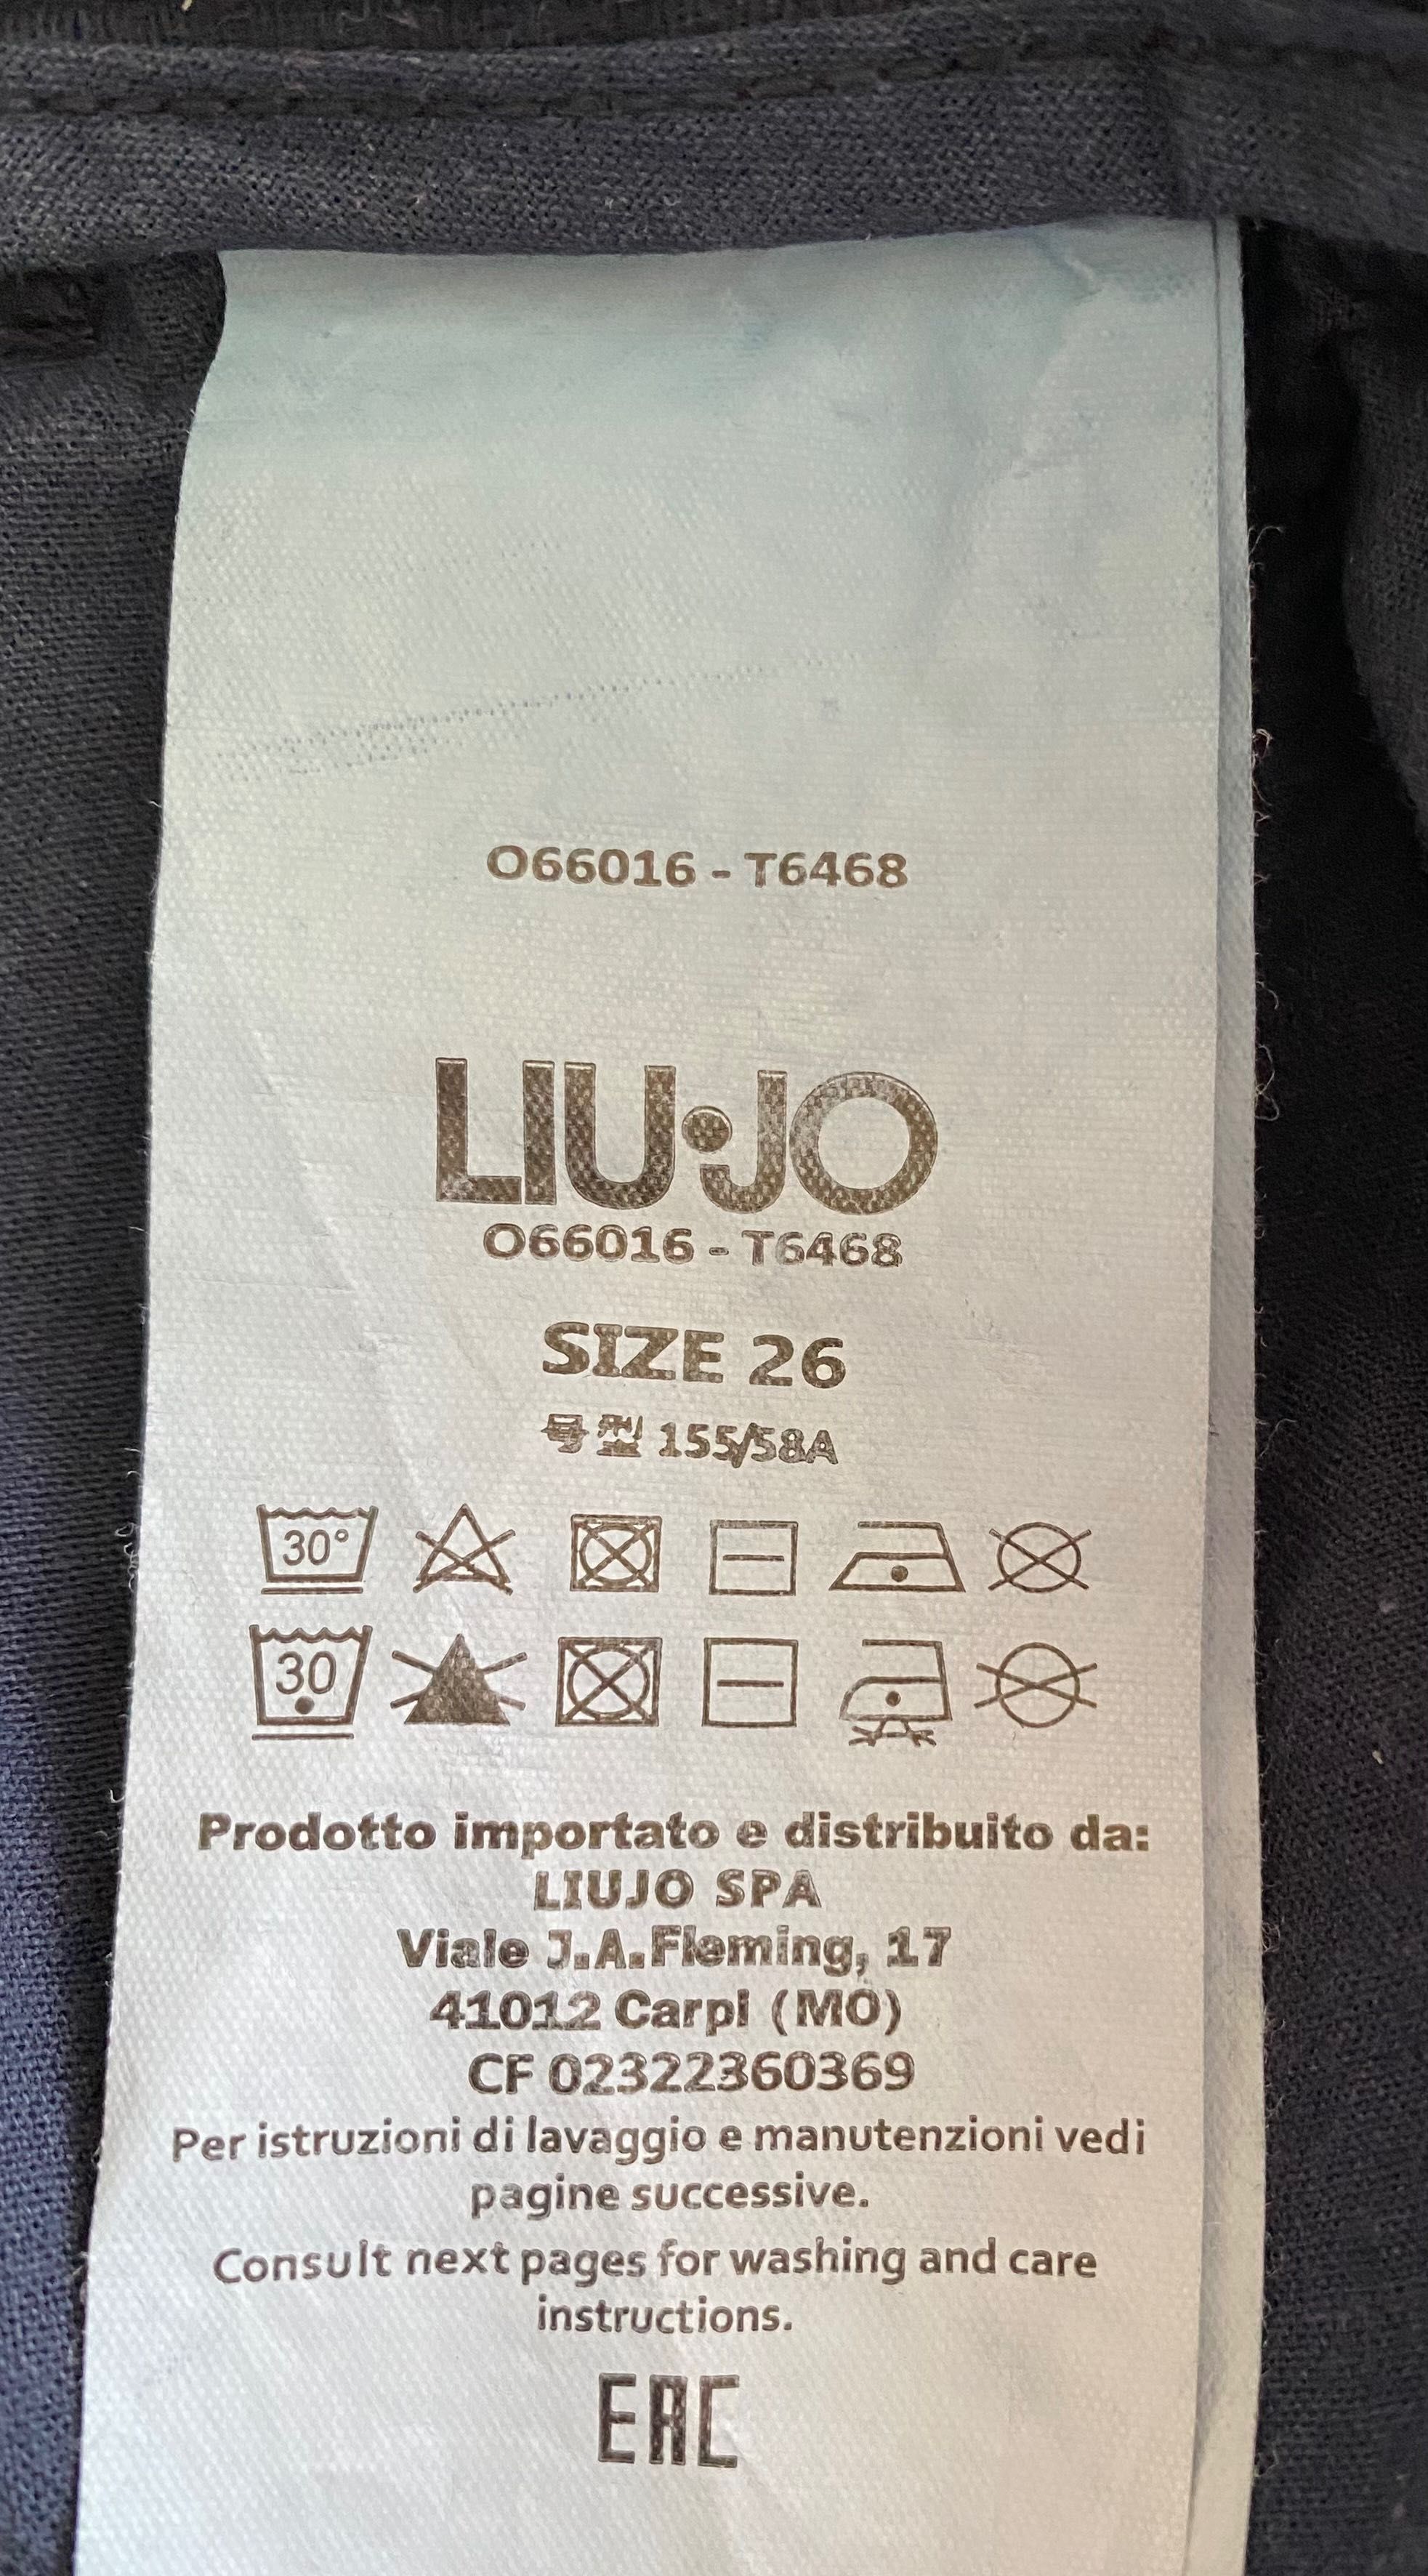 O66016 - T6468
LIU•JO
O66016 - T6468
SIZE 26
号型 155/58A
30°
30
Prodotto importato e distribuito da:
LIUJO SPA
Viale J.A.Fleming, 17
41012 Carpi (MO)
CF 02322360369
Per istruzioni di lavaggio e manutenzioni vedi
pagine successive.
Consult next pages for washing and care
instructions.
EAC